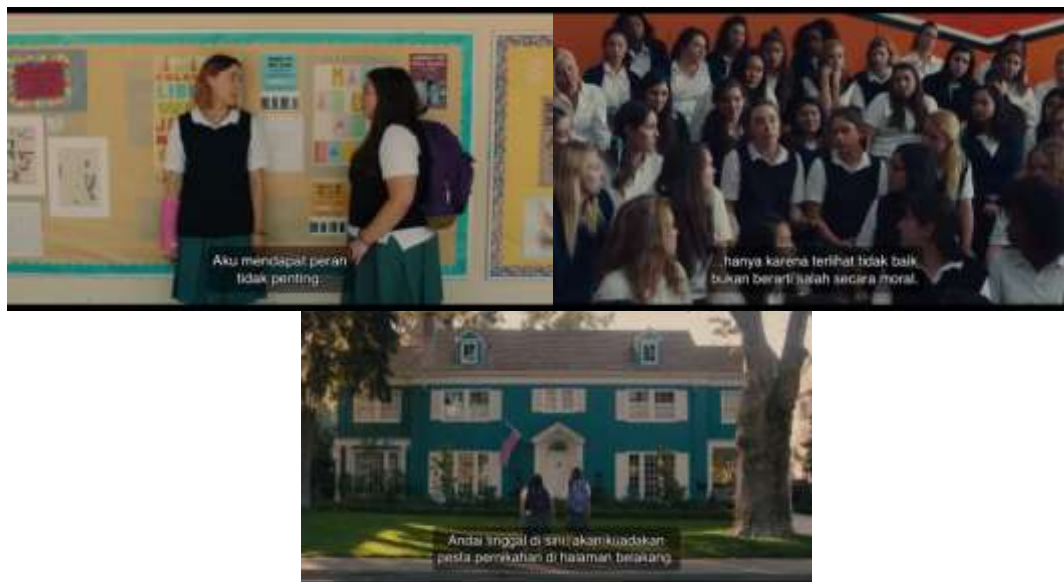 Aku mendapat peran
tidak penting.
..hanya karena terlihat tidak baik
bukan berarti salah secara moral.
Andai tinggal di sini, akan kuadakan
pesta pernikahan di halaman belakang.